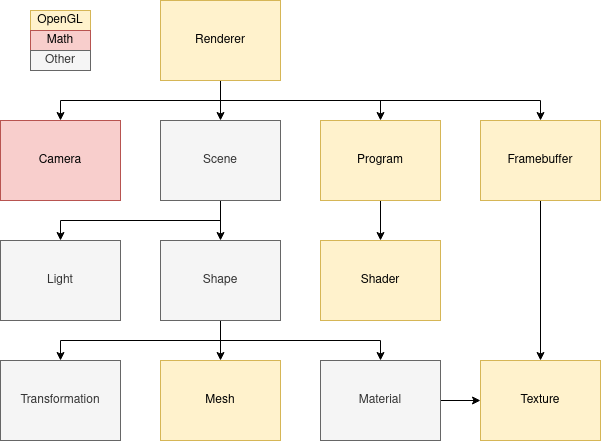 OpenGL
Math
Other
Renderer
Camera
Scene
Program
Framebuffer
Light
Shape
Shader
Transformation
Mesh
Material
Texture